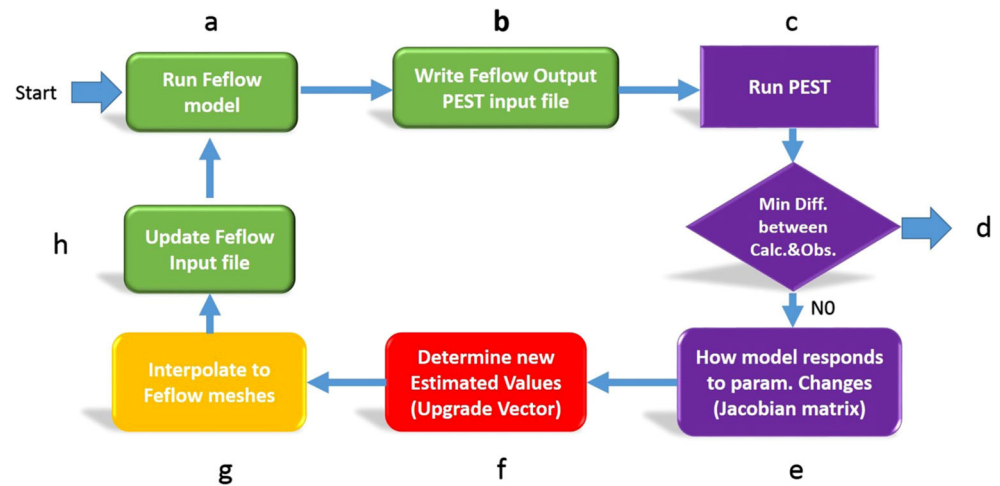 a
b
c
Start
Run Feflow
model
Write Feflow Output
PEST input file
Run PEST
Min Diff.
between
Calc.&Obs.
d
N0
h
Update Feflow
Input file
Interpolate to
Feflow meshes
Determine new
Estimated Values
(Upgrade Vector)
How model responds
to param. Changes
(Jacobian matrix)
g
f
e